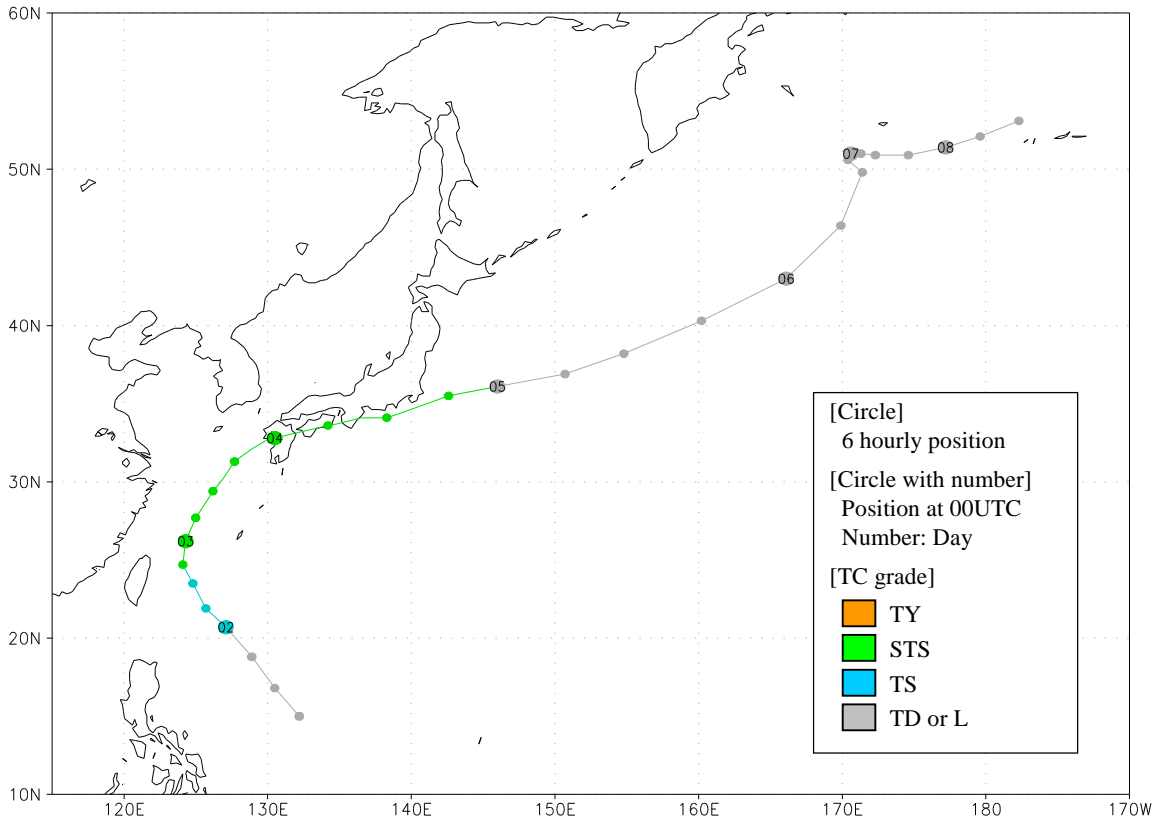 60N
50N
40N
30N
20N
10N
120E 130E 140E 150E 160E 170E 180 170W
02
03
04
05
06
07
08
[Circle]
6 hourly position
[Circle with number]
Position at 00UTC
Number: Day
[TC grade]
TY
STS
TS
TD or L